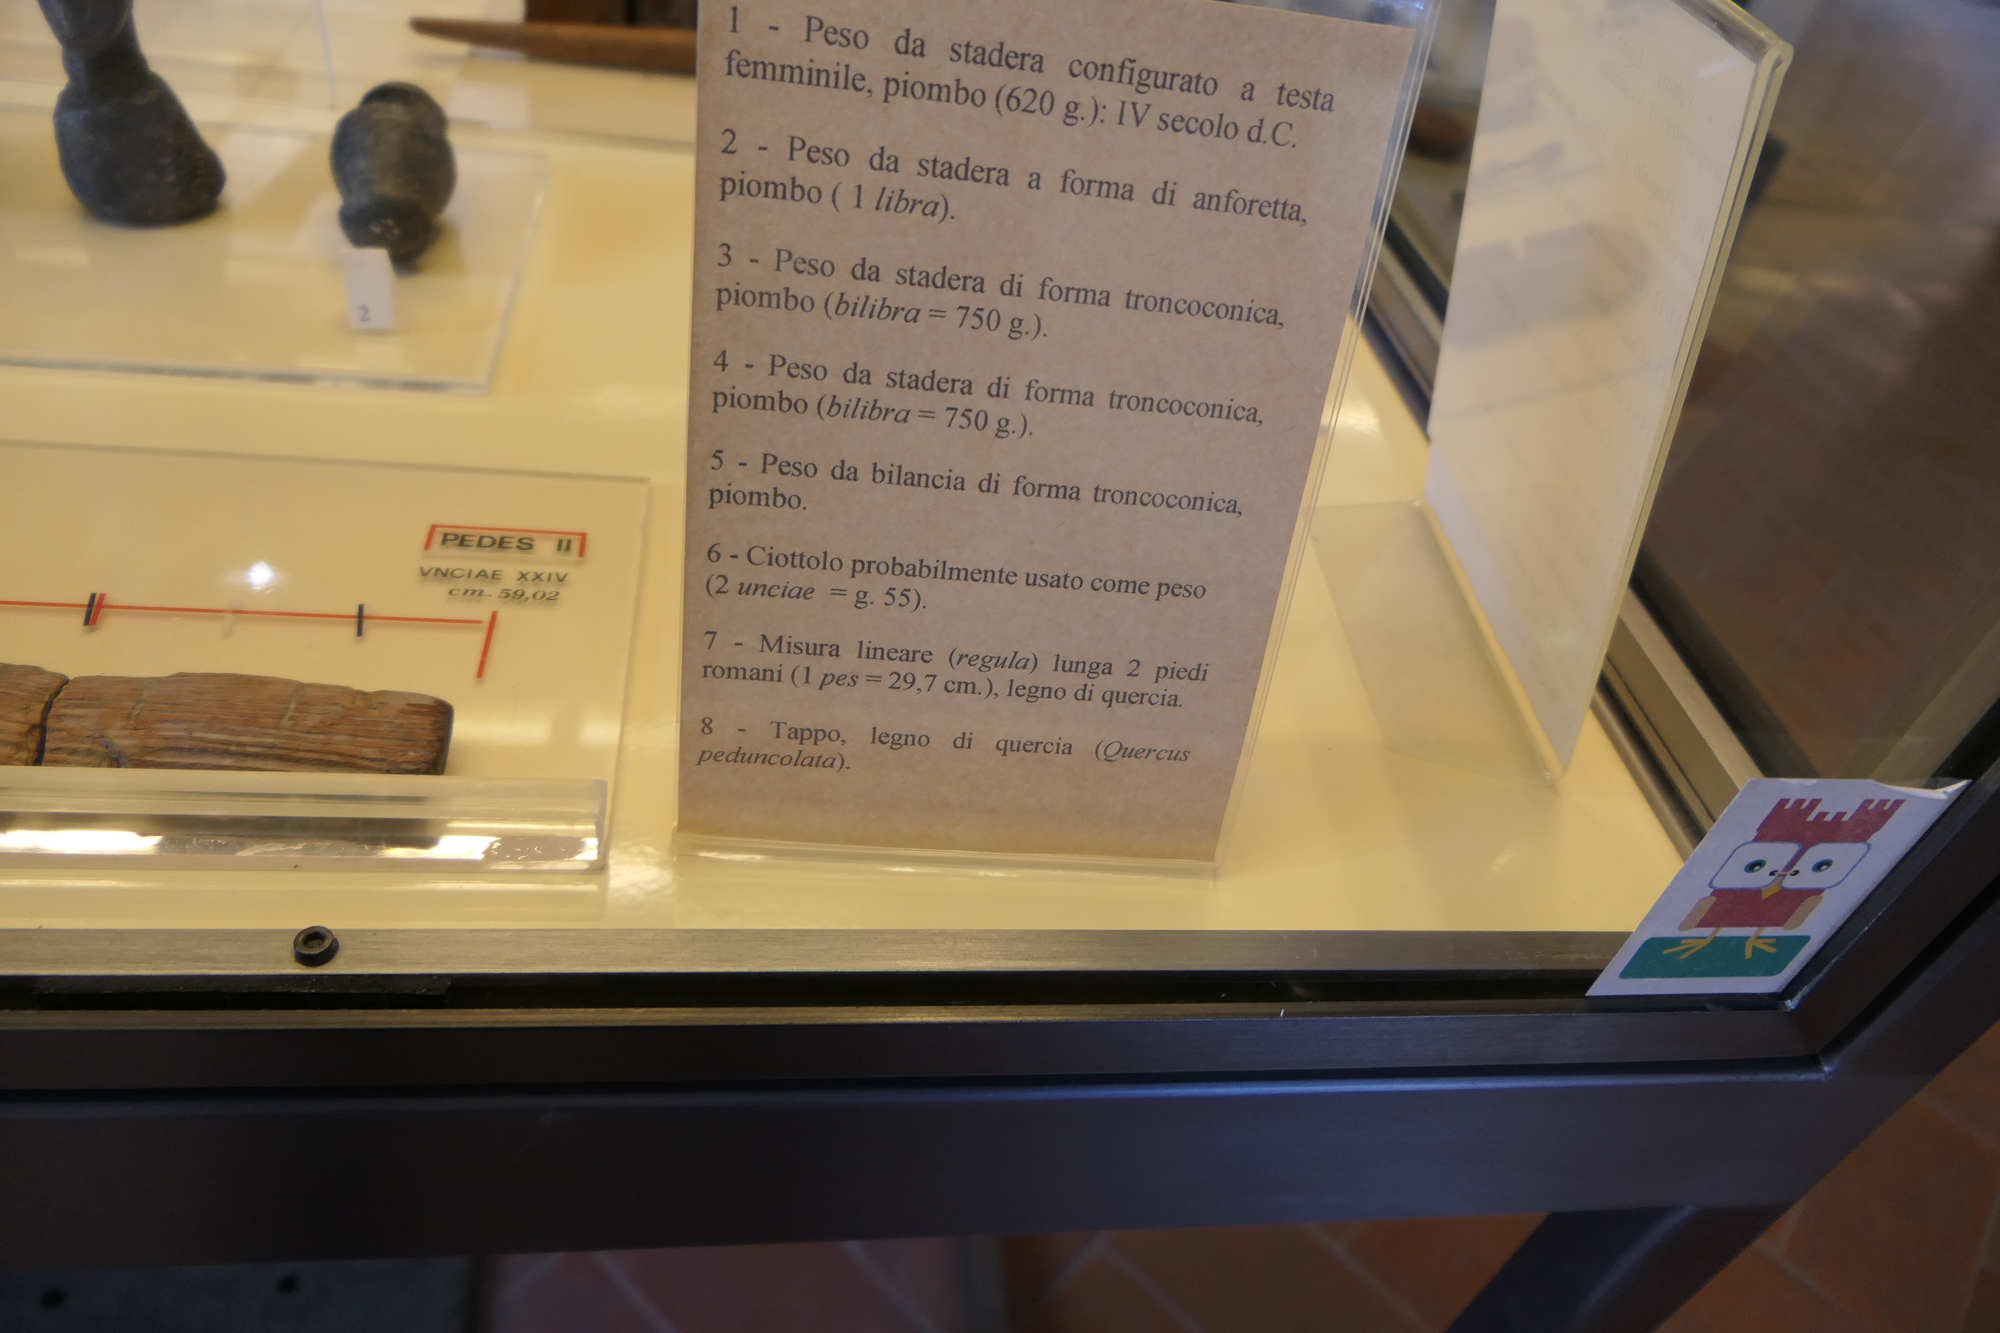 1 - Peso da stadera configurato a testa
femminile, piombo (620 g.): IV secolo d.C.
2 - Peso da stadera a forma di anforetta,
piombo ( 1 libra).
3 - Peso da stadera di forma troncoconica,
piombo (bilibra = 750 g.).
4 - Peso da stadera di forma troncoconica,
piombo (bilibra = 750 g.).
5 - Peso da bilancia di forma troncoconica,
piombo.
6 - Ciottolo probabilmente usato come peso
(2 unciae = g. 55).
7 - Misura lineare (regula) lunga 2 piedi
romani (1 pes = 29,7 cm.), legno di quercia.
8 - Tappo, legno di quercia (Quercus
peduncolata).
2
PEDES II
VNCIAE XXIV
cm. 59,02